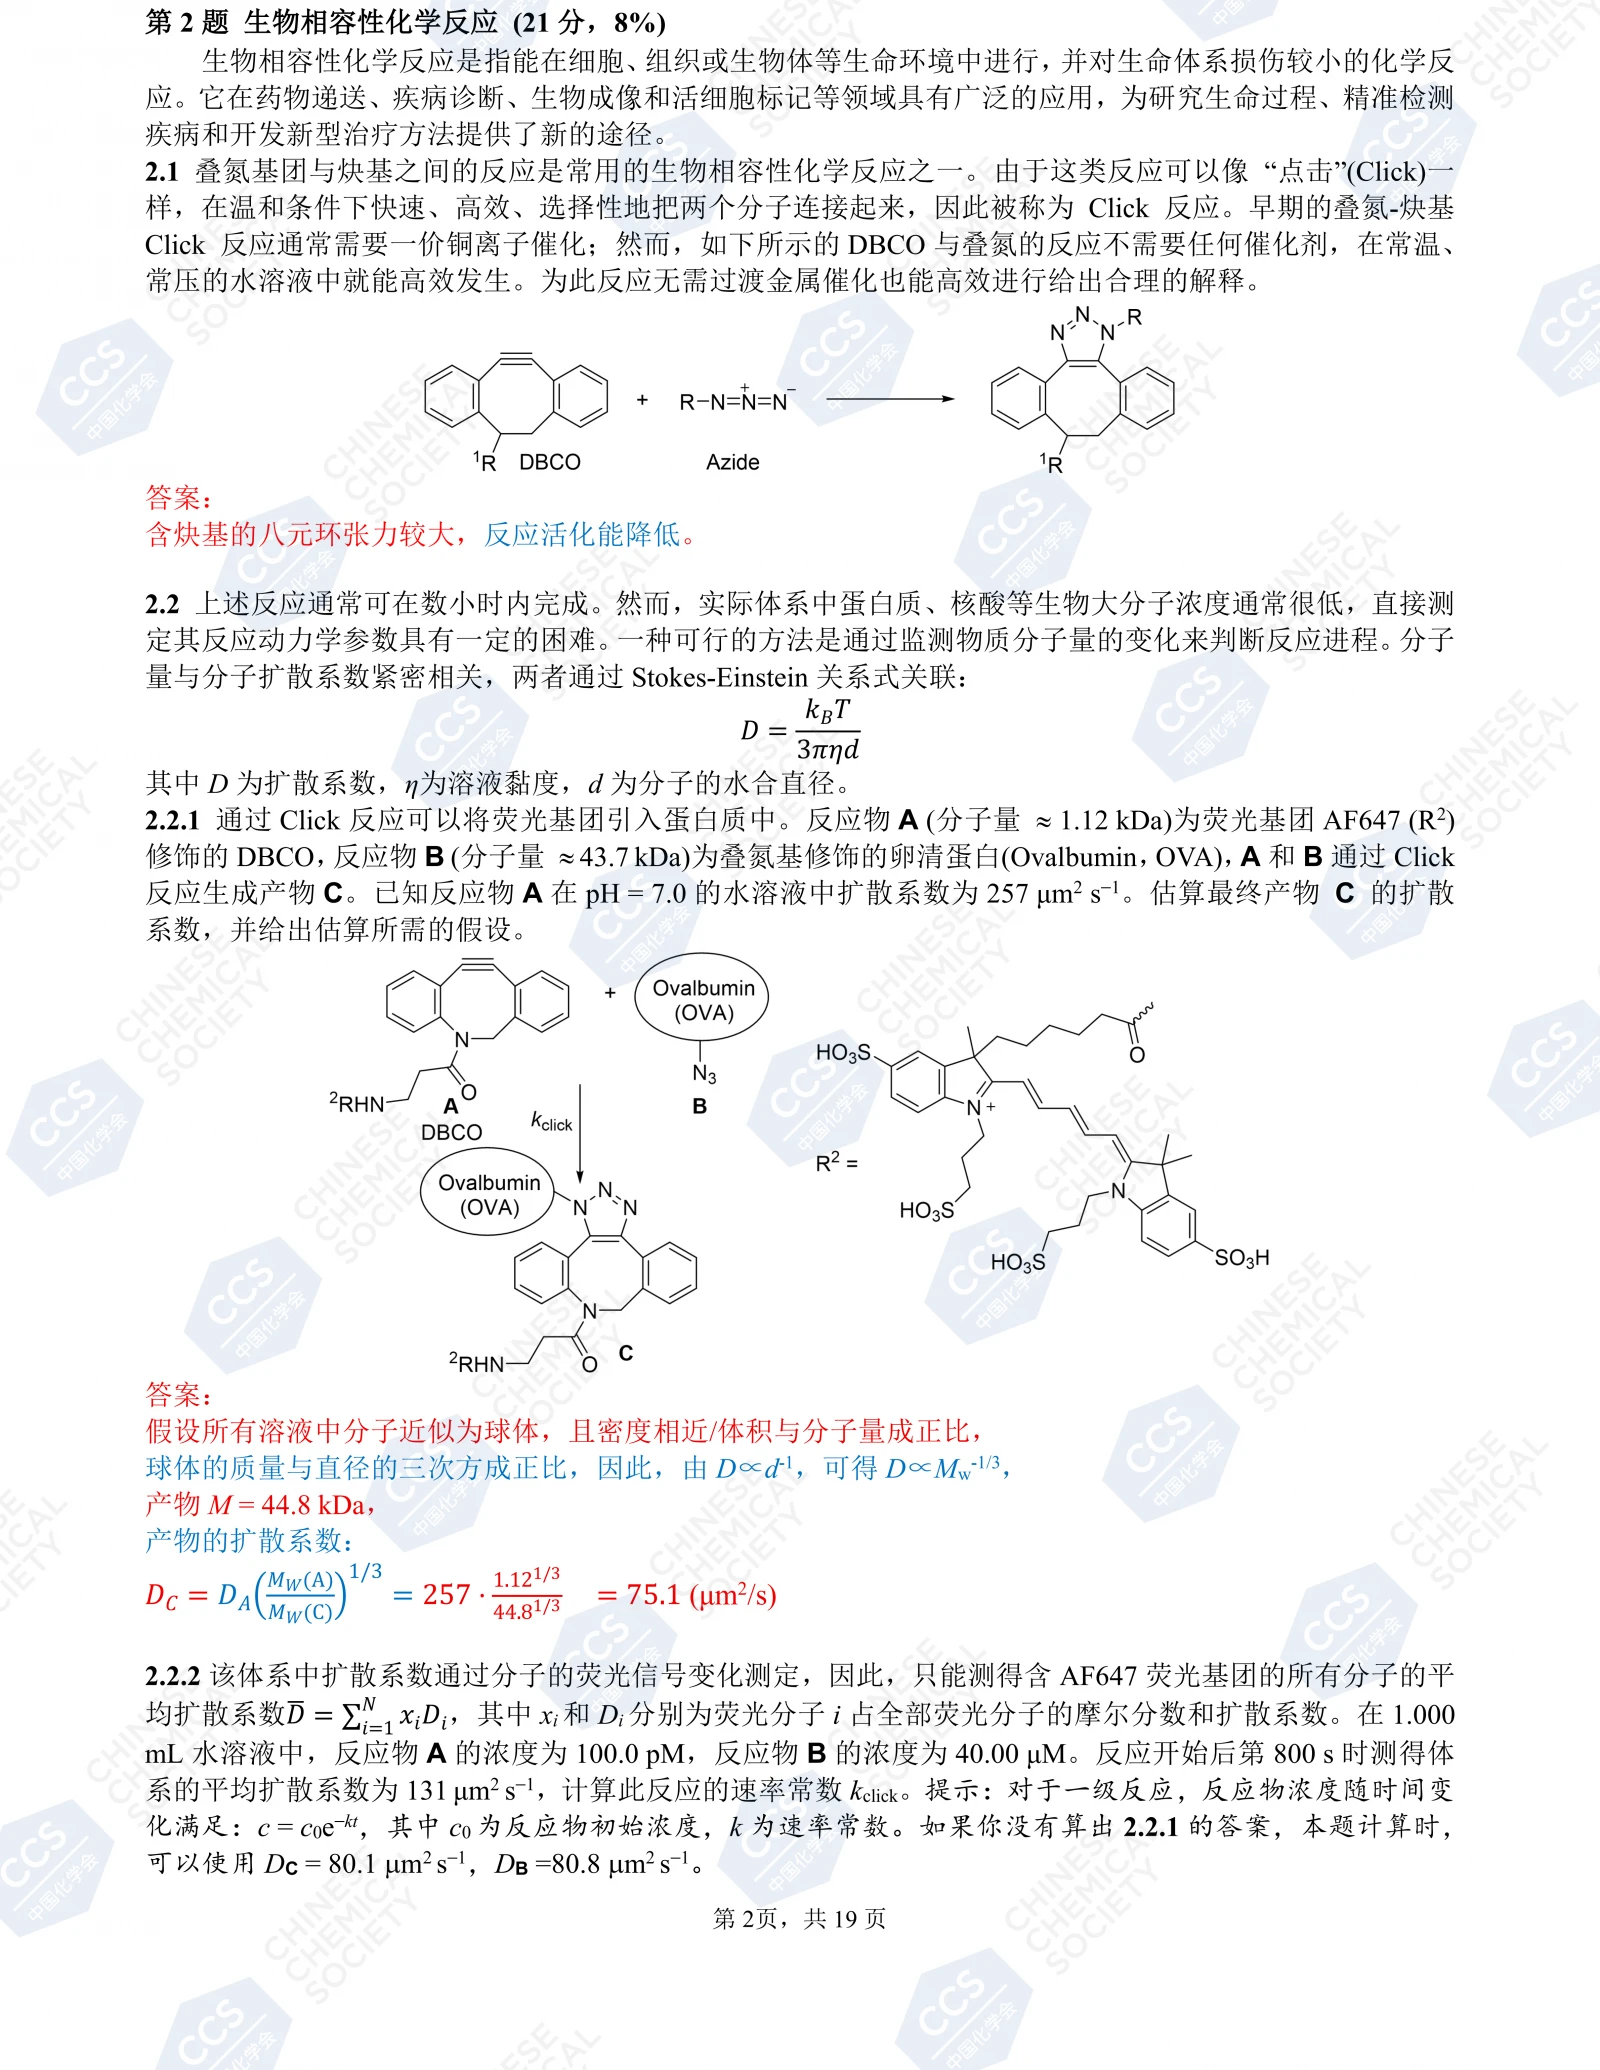 第 2 题 生物相容性化学反应 (21 分，8%)
生物相容性化学反应是指能在细胞、组织或生物体等生命环境中进行，并对生命体系损伤较小的化学反
应。它在药物递送、疾病诊断、生物成像和活细胞标记等领域具有广泛的应用，为研究生命过程、精准检测
疾病和开发新型治疗方法提供了新的途径。
2.1 叠氮基团与炔基之间的反应是常用的生物相容性化学反应之一。由于这类反应可以像 “点击”(Click)一
样，在温和条件下快速、高效、选择性地把两个分子连接起来，因此被称为 Click 反应。早期的叠氮-炔基
Click 反应通常需要一价铜离子催化；然而，如下所示的 DBCO 与叠氮的反应不需要任何催化剂，在常温、
常压的水溶液中就能高效发生。为此反应无需过渡金属催化也能高效进行给出合理的解释。
N N N R
+ R−N=N⁺=N⁻
¹R DBCO Azide ¹R
答案：
含炔基的八元环张力较大，反应活化能降低。
2.2 上述反应通常可在数小时内完成。然而，实际体系中蛋白质、核酸等生物大分子浓度通常很低，直接测
定其反应动力学参数具有一定的困难。一种可行的方法是通过监测物质分子量的变化来判断反应进程。分子
量与分子扩散系数紧密相关，两者通过 Stokes-Einstein 关系式关联：
D = k_BT / 3πηd
其中 D 为扩散系数，η为溶液黏度，d 为分子的水合直径。
2.2.1 通过 Click 反应可以将荧光基团引入蛋白质中。反应物 A (分子量 ≈ 1.12 kDa)为荧光基团 AF647 (R²)
修饰的 DBCO，反应物 B (分子量 ≈ 43.7 kDa)为叠氮基修饰的卵清蛋白(Ovalbumin，OVA)，A 和 B 通过 Click
反应生成产物 C。已知反应物 A 在 pH = 7.0 的水溶液中扩散系数为 257 μm² s⁻¹。估算最终产物 C 的扩散
系数，并给出估算所需的假设。
+ Ovalbumin
(OVA)
N₃
B
N
O
²RHN
A
DBCO
k_click
Ovalbumin
(OVA)
N N N
N
O
²RHN
C
R² =
HO₃S
O
N⁺
HO₃S
N
HO₃S
SO₃H
答案：
假设所有溶液中分子近似为球体，且密度相近/体积与分子量成正比，
球体的质量与直径的三次方成正比，因此，由 D∝d⁻¹，可得 D∝M_w⁻¹/³，
产物 M = 44.8 kDa，
产物的扩散系数：
D_C = D_A(M_W(A)/M_W(C))^1/3 = 257 · 1.12^1/3/44.8^1/3 = 75.1 (μm²/s)
2.2.2 该体系中扩散系数通过分子的荧光信号变化测定，因此，只能测得含 AF647 荧光基团的所有分子的平
均扩散系数D̅ = ∑_{i=1}^N x_iD_i，其中 x_i 和 D_i 分别为荧光分子 i 占全部荧光分子的摩尔分数和扩散系数。在 1.000
mL 水溶液中，反应物 A 的浓度为 100.0 pM，反应物 B 的浓度为 40.00 μM。反应开始后第 800 s 时测得体
系的平均扩散系数为 131 μm² s⁻¹，计算此反应的速率常数 k_click。提示：对于一级反应，反应物浓度随时间变
化满足：c = c₀e^−kt，其中 c₀ 为反应物初始浓度，k 为速率常数。如果你没有算出 2.2.1 的答案，本题计算时，
可以使用 D_C = 80.1 μm² s⁻¹，D_B =80.8 μm² s⁻¹。
第 2页，共 19 页
CCS
中国化学会
CHINESE
CHEMICAL
SOCIETY